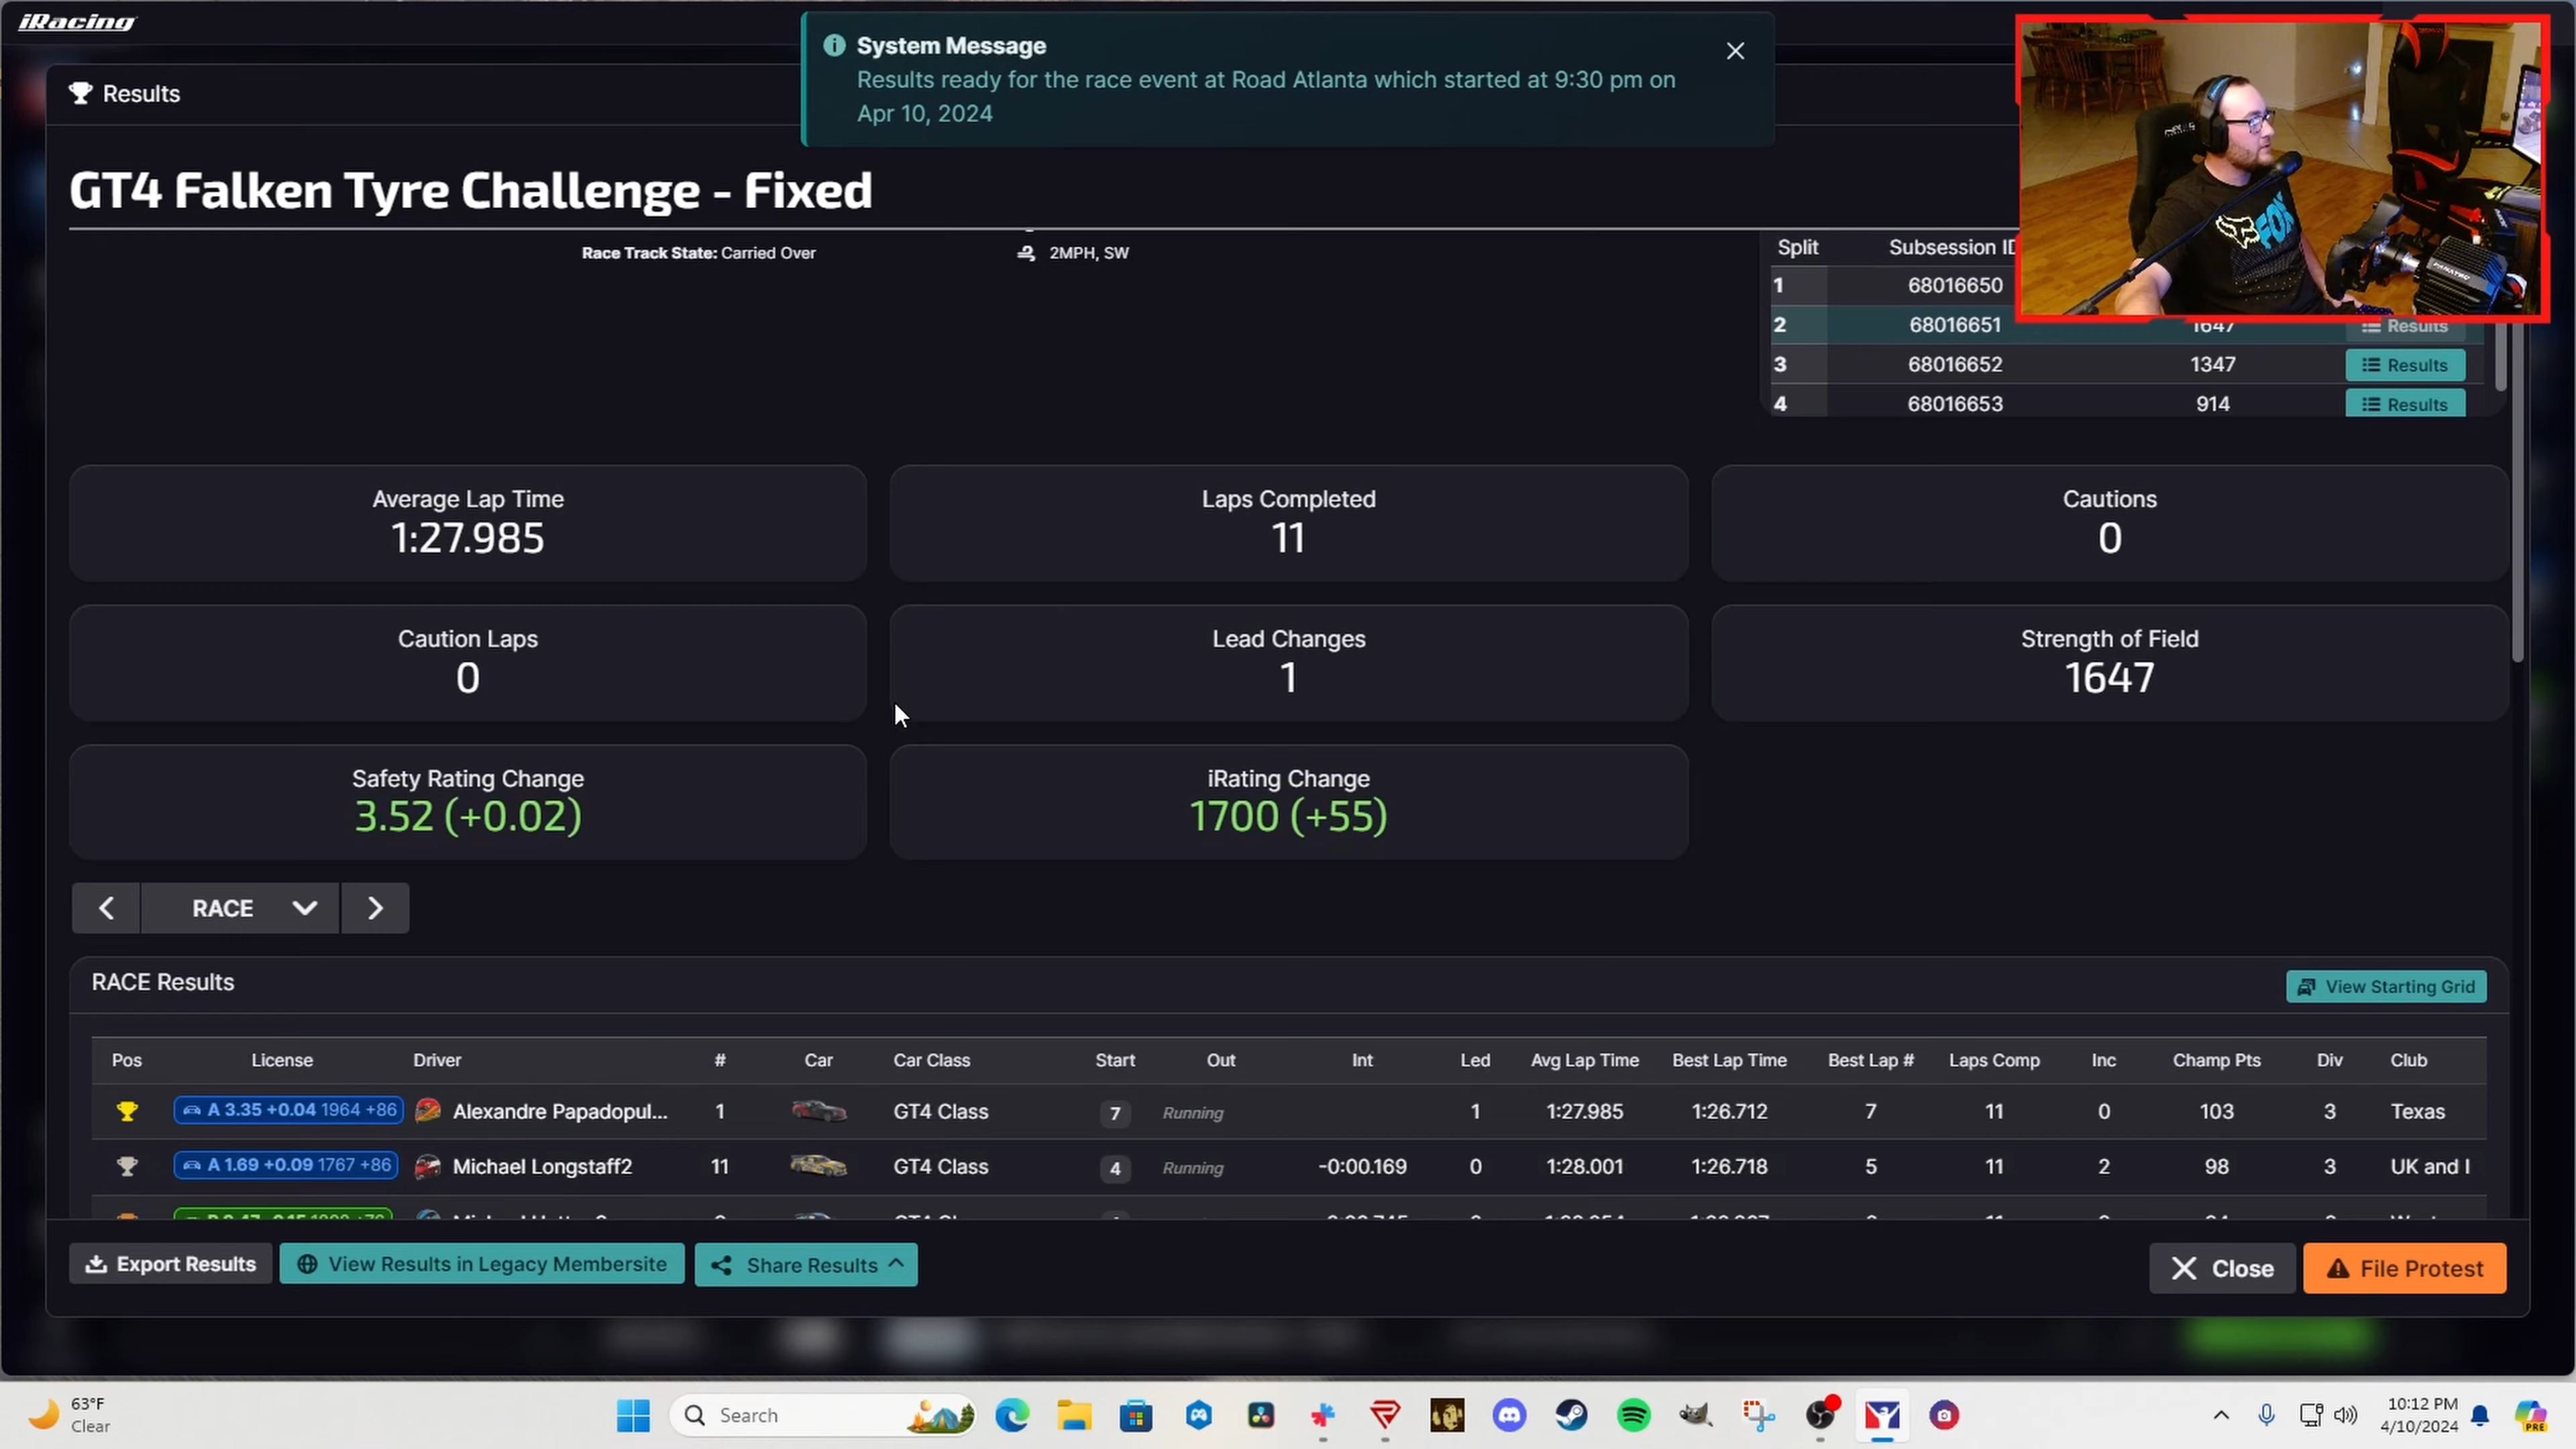 iRacing
System Message
Results ready for the race event at Road Atlanta which started at 9:30 pm on
Apr 10, 2024
Results
GT4 Falken Tyre Challenge - Fixed
Race Track State: Carried Over
2MPH, SW
Split Subsession ID
1 68016650
2 68016651 1647 Results
3 68016652 1347 Results
4 68016653 914 Results
Average Lap Time
1:27.985
Laps Completed
11
Cautions
0
Caution Laps
0
Lead Changes
1
Strength of Field
1647
Safety Rating Change
3.52 (+0.02)
iRating Change
1700 (+55)
RACE
RACE Results
View Starting Grid
Pos License Driver # Car Car Class Start Out Int Led Avg Lap Time Best Lap Time Best Lap # Laps Comp Inc Champ Pts Div Club
A 3.35 +0.04 1964 +86 Alexandre Papadopul... 1 GT4 Class 7 Running 1 1:27.985 1:26.712 7 11 0 103 3 Texas
A 1.69 +0.09 1767 +86 Michael Longstaff2 11 GT4 Class 4 Running -0:00.169 0 1:28.001 1:26.718 5 11 2 98 3 UK and I
Export Results
View Results in Legacy Membersite
Share Results
Close
File Protest
FOX
FANATEC
63°F
Clear
Search
10:12 PM
4/10/2024
PRE